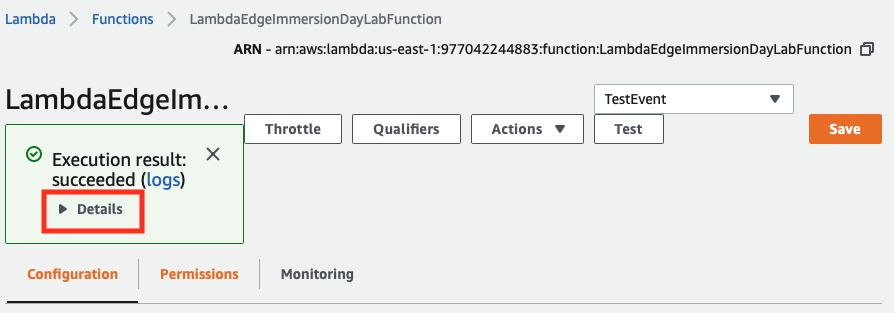 Lambda > Functions > LambdaEdgeImmersionDayLabFunction
ARN - arn:aws:lambda:us-east-1:977042244883:function:LambdaEdgeImmersionDayLabFunction
LambdaEdgeIm...
TestEvent
Throttle Qualifiers Actions Test Save
Execution result:
succeeded (logs)
Details
Configuration Permissions Monitoring